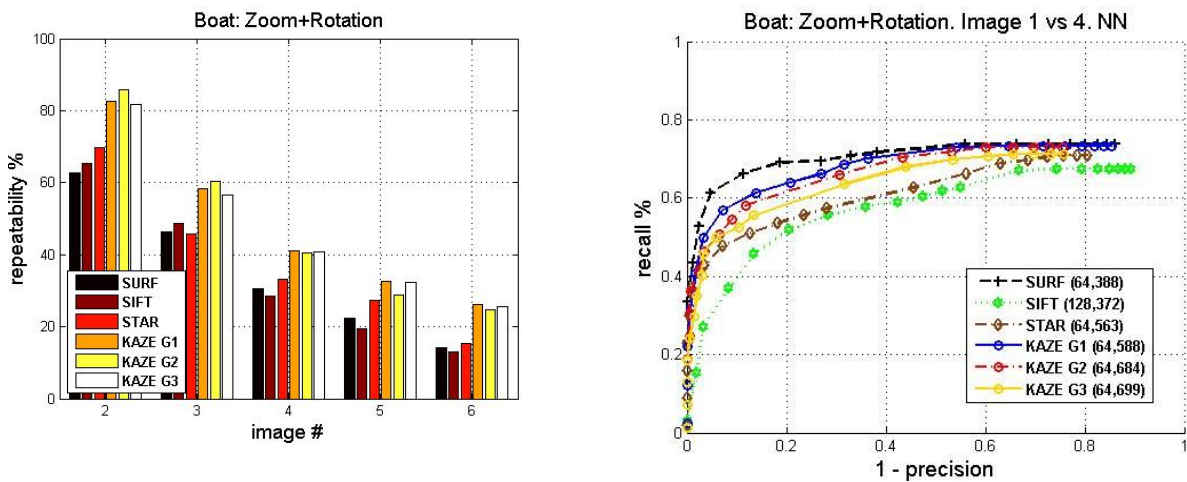 Boat: Zoom+Rotation
100
80
60
40
20
0
repeatability %
SURF
SIFT
STAR
KAZE G1
KAZE G2
KAZE G3
2 3 4 5 6
image #
Boat: Zoom+Rotation. Image 1 vs 4. NN
1
0.8
0.6
0.4
0.2
0
recall %
SURF (64,388)
SIFT (128,372)
STAR (64,563)
KAZE G1 (64,588)
KAZE G2 (64,684)
KAZE G3 (64,699)
0 0.2 0.4 0.6 0.8 1
1 - precision